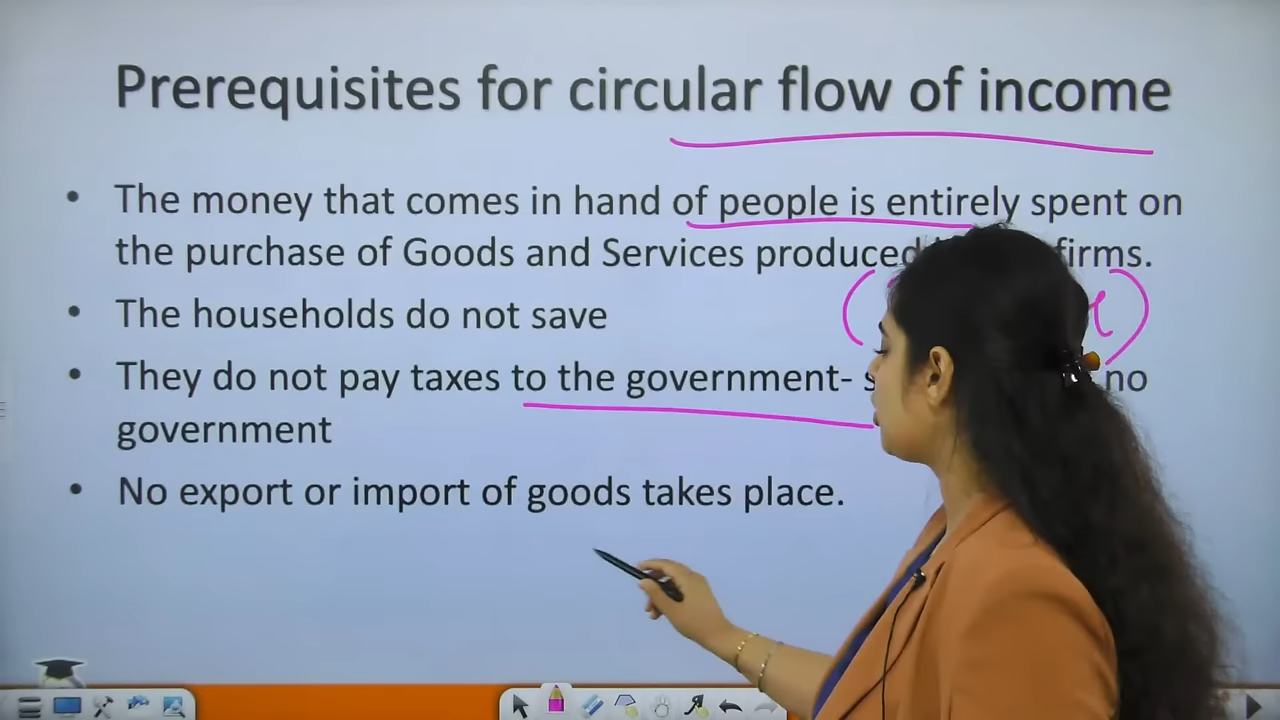 Prerequisites for circular flow of income
• The money that comes in hand of people is entirely spent on
the purchase of Goods and Services produced firms.
• The households do not save
• They do not pay taxes to the government- no
government
• No export or import of goods takes place.